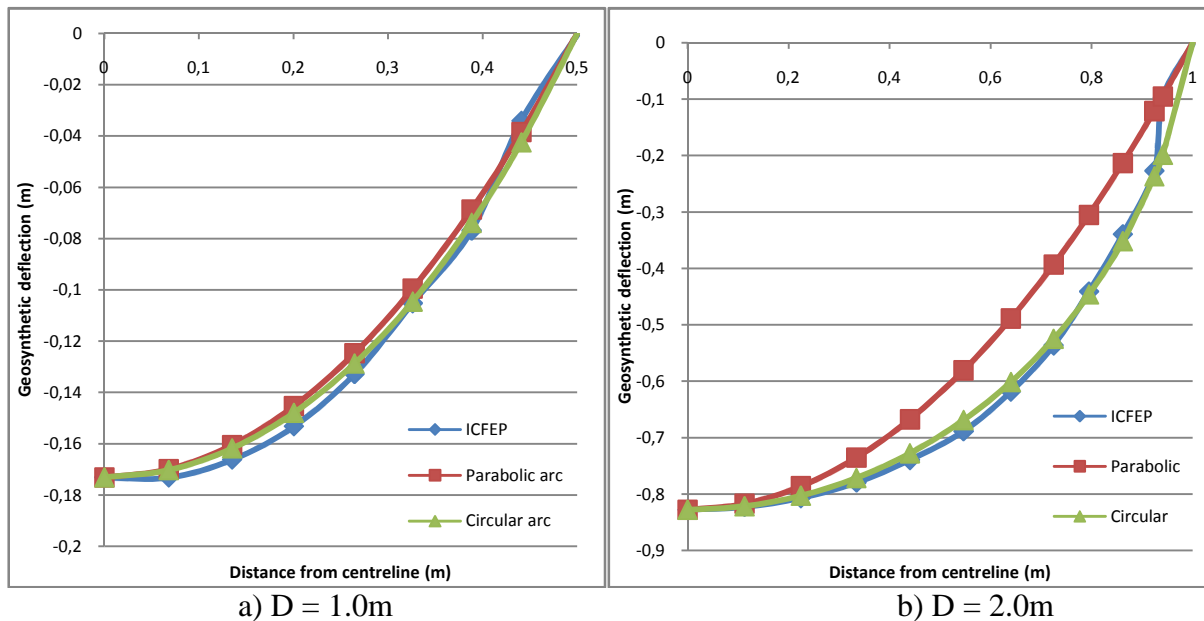 0
-0,02
-0,04
-0,06
-0,08
-0,1
-0,12
-0,14
-0,16
-0,18
-0,2
0 0,1 0,2 0,3 0,4 0,5
Geosynthetic deflection (m)
ICFEP
Parabolic arc
Circular arc
Distance from centreline (m)
a) D = 1.0m
0
-0,1
-0,2
-0,3
-0,4
-0,5
-0,6
-0,7
-0,8
-0,9
0 0,2 0,4 0,6 0,8 1
Geosynthetic deflection (m)
ICFEP
Parabolic
Circular
Distance from centreline (m)
b) D = 2.0m